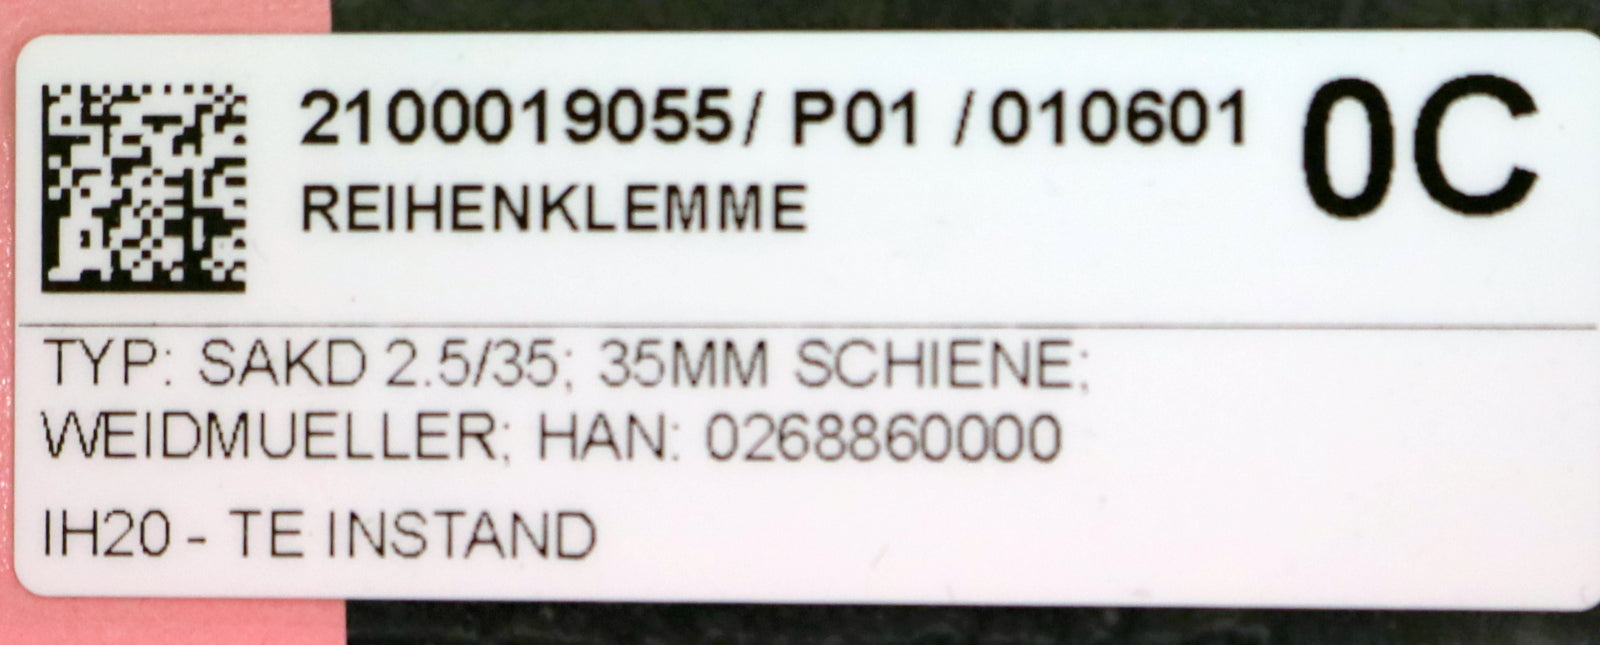 2100019055/ P01 /010601 0C
REIHENKLEMME
TYP: SAKD 2.5/35; 35MM SCHIENE;
WEIDMUELLER; HAN: 0268860000
IH20 - TE INSTAND